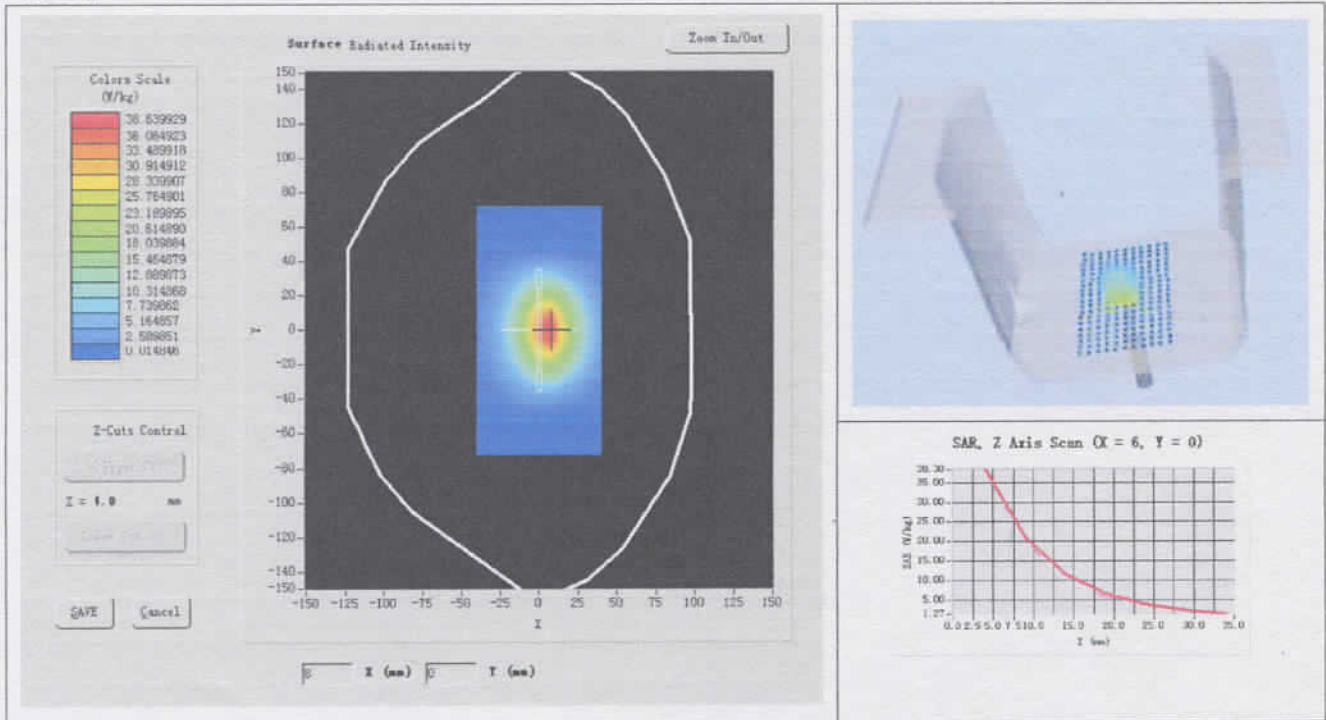 Surface Radiated Intensity
Zoom In/Out
Colors Scale
(W/kg)
38.639929
36.064923
33.489918
30.914912
28.339907
25.764901
23.189895
20.614890
18.039884
15.464879
12.889873
10.314868
7.739862
5.164857
2.589851
0.014846
Z-Cuts Control
Z = 4.0 mm
SAVE Cancel
150
140
120
100
80
60
40
20
0
-20
-40
-60
-80
-100
-120
-140
-150
Y
-150 -125 -100 -75 -50 -25 0 25 50 75 100 125 150
X
X (mm) 0 Y (mm)
SAR, Z Axis Scan (X = 6, Y = 0)
35.00
30.00
25.00
20.00
10.00
5.00
1.27
SAR (W/kg)
0.0 2.5 5.0 7.5 10.0 15.0 20.0 25.0 30.0 35.0
Z (mm)